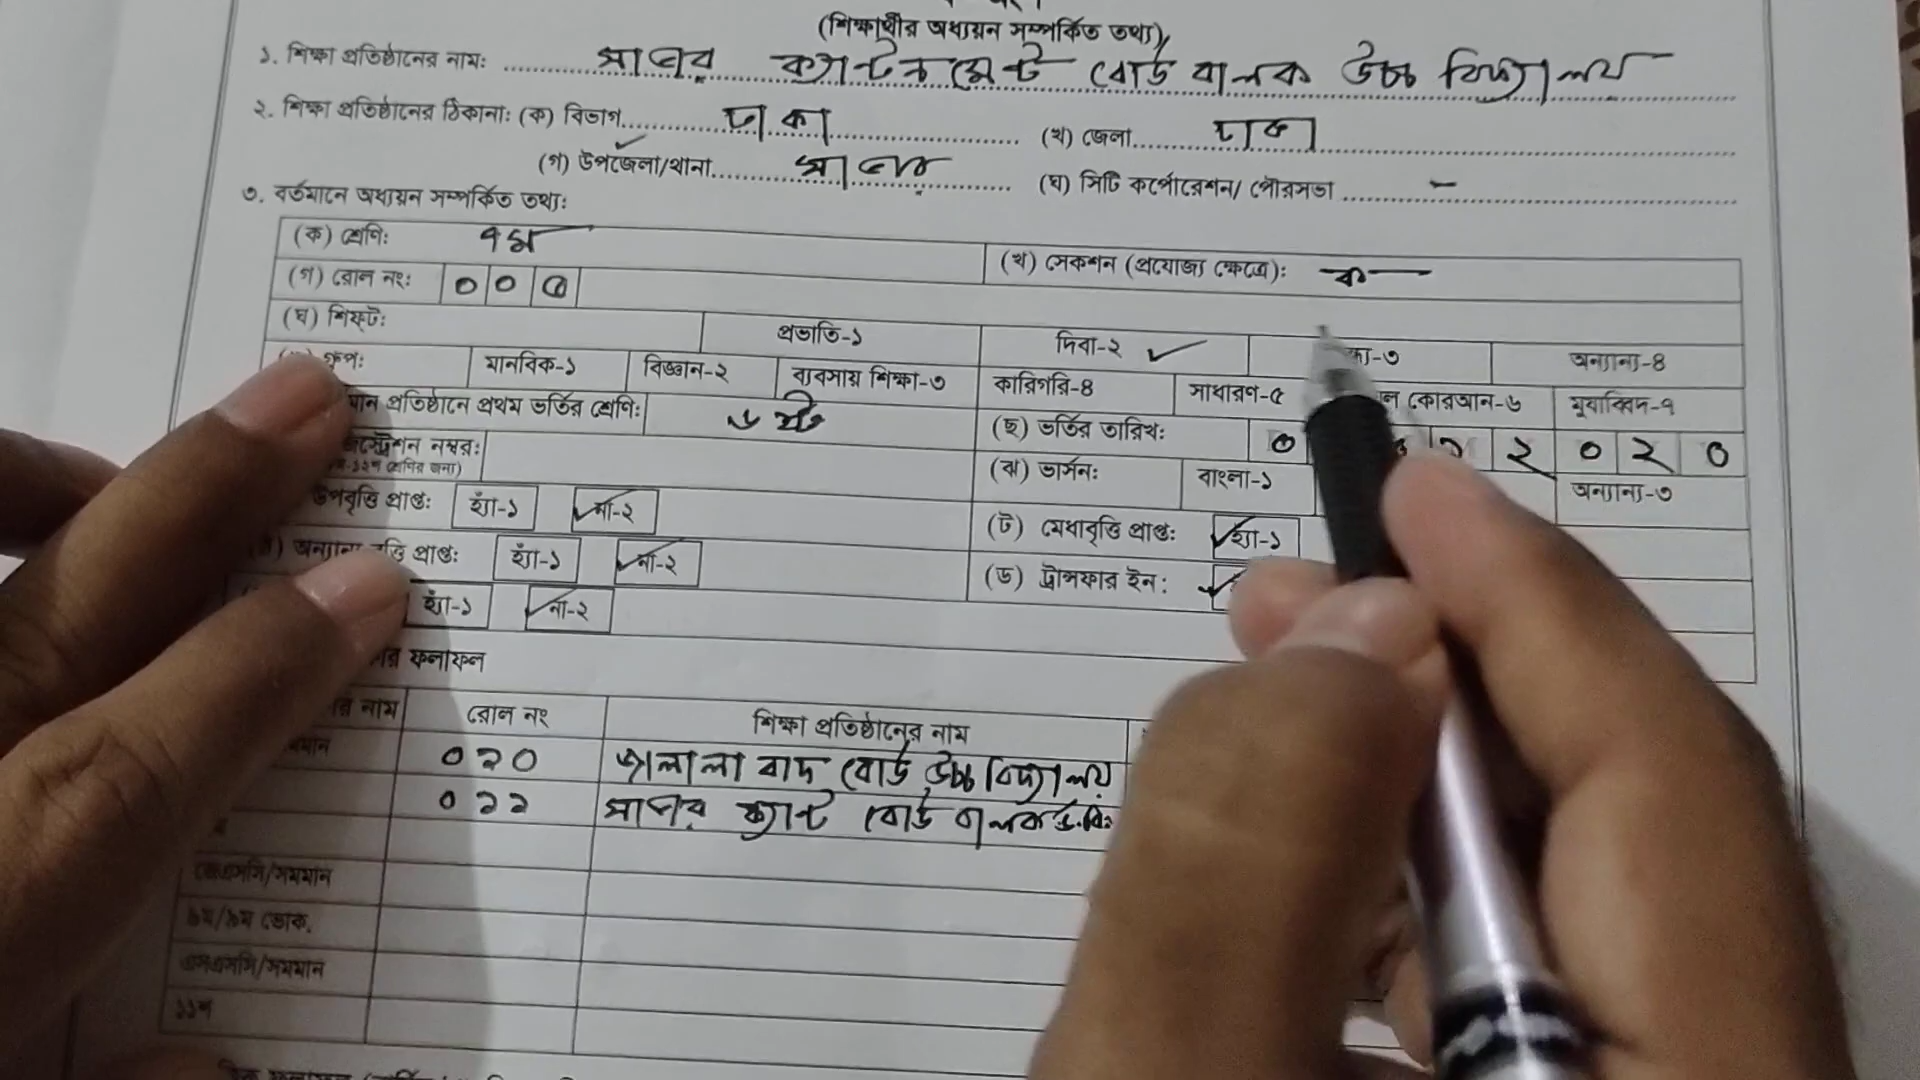 (শিক্ষার্থীর অধ্যয়ন সম্পর্কিত তথ্য)
১. শিক্ষা প্রতিষ্ঠানের নাম: সাভার ক্যান্টনমেন্ট বোর্ড বালক উচ্চ বিদ্যালয়
২. শিক্ষা প্রতিষ্ঠানের ঠিকানা: (ক) বিভাগ ঢাকা (খ) জেলা ঢাকা
(গ) উপজেলা/থানা সাভার (ঘ) সিটি কর্পোরেশন/ পৌরসভা -
৩. বর্তমানে অধ্যয়ন সম্পর্কিত তথ্য:
(ক) শ্রেণি: ৭ম (খ) সেকশন (প্রযোজ্য ক্ষেত্রে): ক
(গ) রোল নং: ০ ০
(ঘ) শিফ্‌ট: প্রভাতি-১ দিবা-২ ✓ অন্যান্য-৪
গ্রুপ: মানবিক-১ বিজ্ঞান-২ ব্যবসায় শিক্ষা-৩ কারিগরি-৪ সাধারণ-৫ কোরআন-৬ মুযাব্বিদ-৭
প্রতিষ্ঠানে প্রথম ভর্তির শ্রেণি: ৬ষ্ঠ (ছ) ভর্তির তারিখ: ০ ২ ০ ২ ০
নম্বর: (ঝ) ভার্সন: বাংলা-১ অন্যান্য-৩
উপবৃত্তি প্রাপ্ত: হ্যাঁ-১ ✓ না-২ (ট) মেধাবৃত্তি প্রাপ্ত: ✓ হ্যাঁ-১
অন্যান্য বৃত্তি প্রাপ্ত: হ্যাঁ-১ ✓ না-২ (ড) ট্রান্সফার ইন: ✓
হ্যাঁ-১ ✓ না-২
ফলাফল
নাম রোল নং শিক্ষা প্রতিষ্ঠানের নাম
০২০ জালালাবাদ বোর্ড উচ্চ বিদ্যালয়
০২২ সাভার ক্যান্ট বোর্ড বালক উ.বি:
জেএসসি/সমমান
৯ম/৯ম ভোক.
এসএসসি/সমমান
১১শ